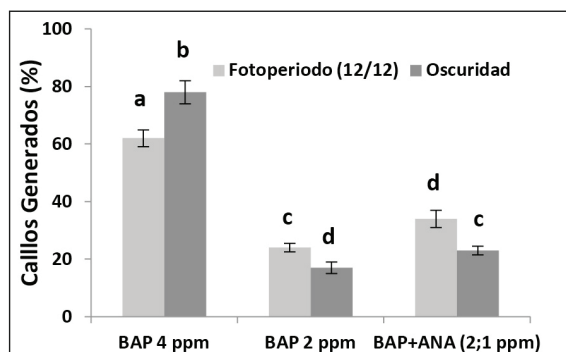 100
80
60
40
20
0
Calllos Generados (%)
Fotoperiodo (12/12) Oscuridad
a
b
c
d
d
c
BAP 4 ppm BAP 2 ppm BAP+ANA (2;1 ppm)